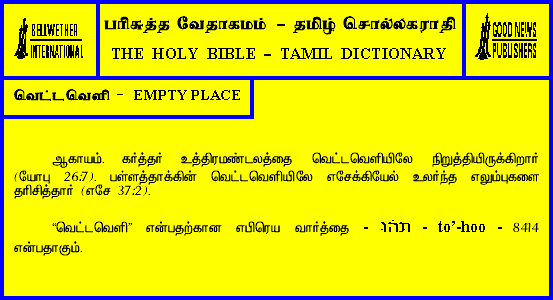 BELLWETHER
INTERNATIONAL
பரிசுத்த வேதாகமம் – தமிழ் சொல்லகராதி
THE HOLY BIBLE – TAMIL DICTIONARY
GOOD NEWS
PUBLISHERS
வெட்டவெளி – EMPTY PLACE
ஆகாயம். கர்த்தர் உத்திரமண்டலத்தை வெட்டவெளியிலே நிறுத்தியிருக்கிறார்
(யோபு 26:7). பள்ளத்தாக்கின் வெட்டவெளியிலே எசேக்கியேல் உலர்ந்த எலும்புகளை
தரிசித்தார் (எசே 37:2).
“வெட்டவெளி” என்பதற்கான எபிரெய வார்த்தை - תֹּהוּ - to’-hoo - 8414
என்பதாகும்.